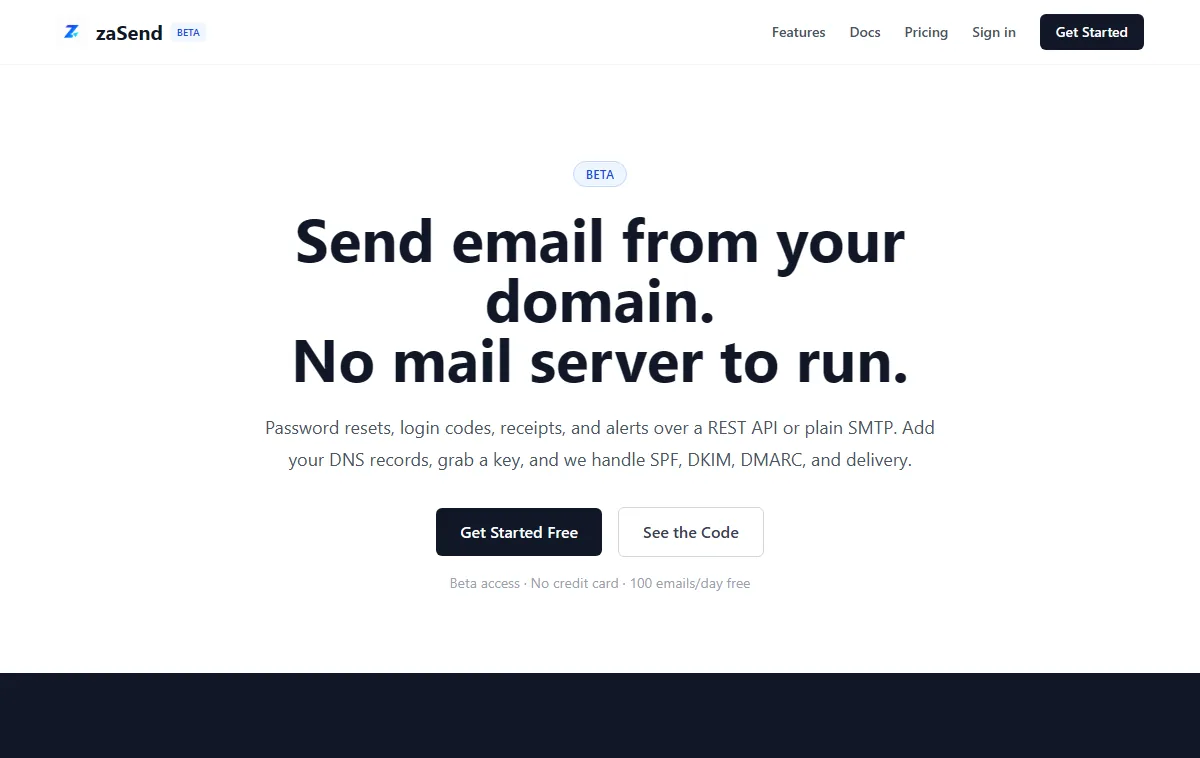 zaSend BETA
Features Docs Pricing Sign in Get Started
BETA
Send email from your
domain.
No mail server to run.
Password resets, login codes, receipts, and alerts over a REST API or plain SMTP. Add
your DNS records, grab a key, and we handle SPF, DKIM, DMARC, and delivery.
Get Started Free See the Code
Beta access · No credit card · 100 emails/day free